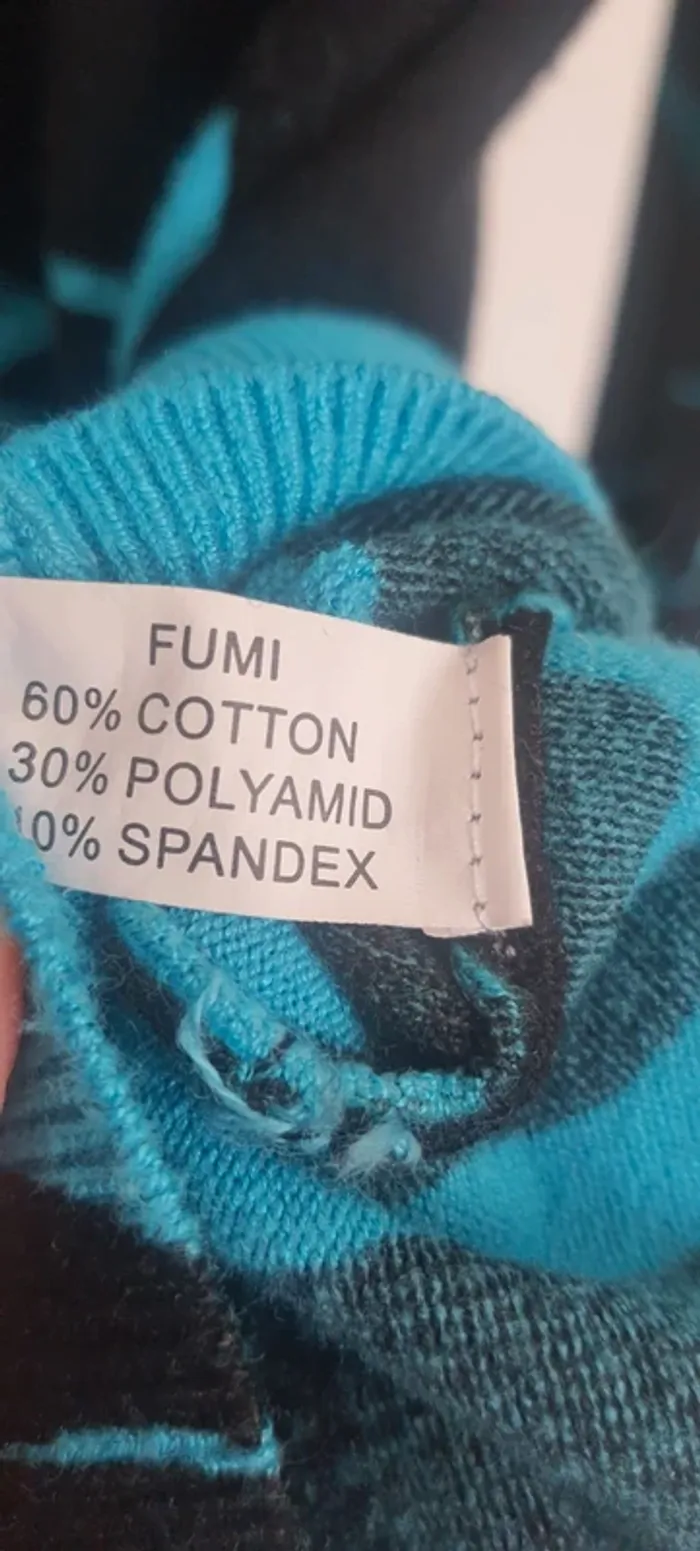 FUMI
60% COTTON
30% POLYAMID
10% SPANDEX